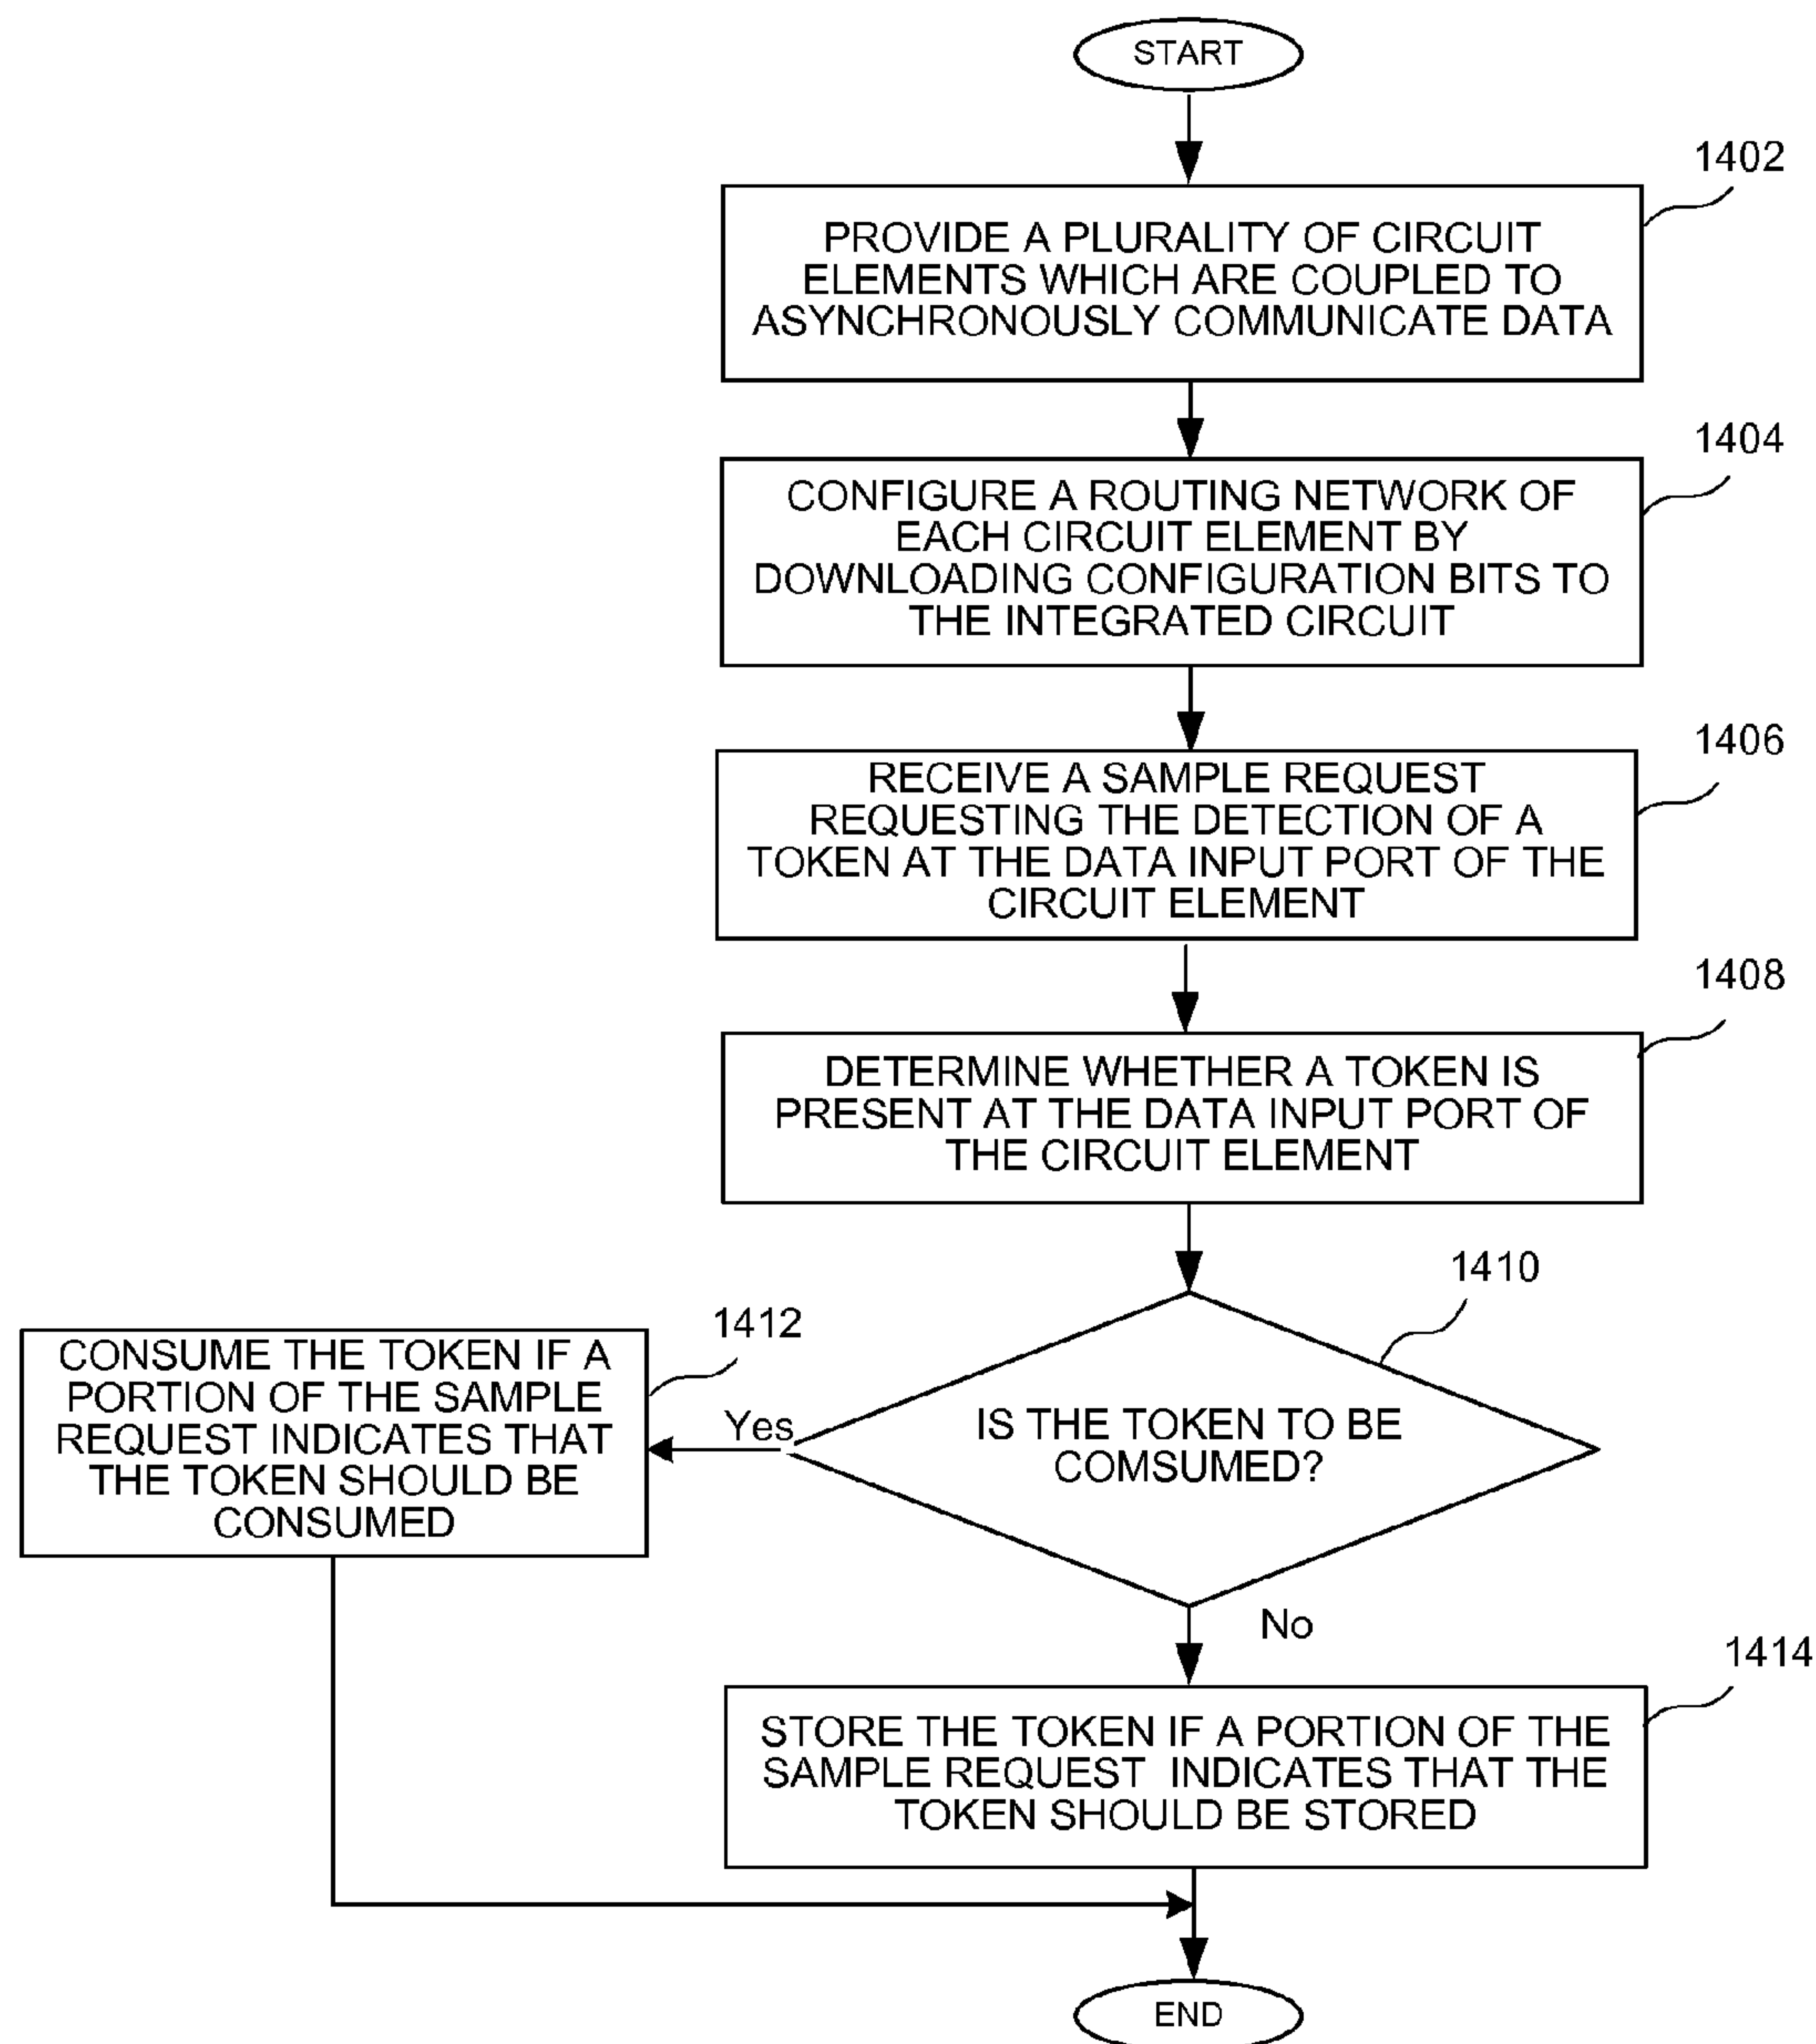 START
1402
PROVIDE A PLURALITY OF CIRCUIT
ELEMENTS WHICH ARE COUPLED TO
ASYNCHRONOUSLY COMMUNICATE DATA
1404
CONFIGURE A ROUTING NETWORK OF
EACH CIRCUIT ELEMENT BY
DOWNLOADING CONFIGURATION BITS TO
THE INTEGRATED CIRCUIT
1406
RECEIVE A SAMPLE REQUEST
REQUESTING THE DETECTION OF A
TOKEN AT THE DATA INPUT PORT OF THE
CIRCUIT ELEMENT
1408
DETERMINE WHETHER A TOKEN IS
PRESENT AT THE DATA INPUT PORT OF
THE CIRCUIT ELEMENT
1410
IS THE TOKEN TO BE
COMSUMED?
Yes
1412
CONSUME THE TOKEN IF A
PORTION OF THE SAMPLE
REQUEST INDICATES THAT
THE TOKEN SHOULD BE
CONSUMED
No
1414
STORE THE TOKEN IF A PORTION OF THE
SAMPLE REQUEST INDICATES THAT THE
TOKEN SHOULD BE STORED
END